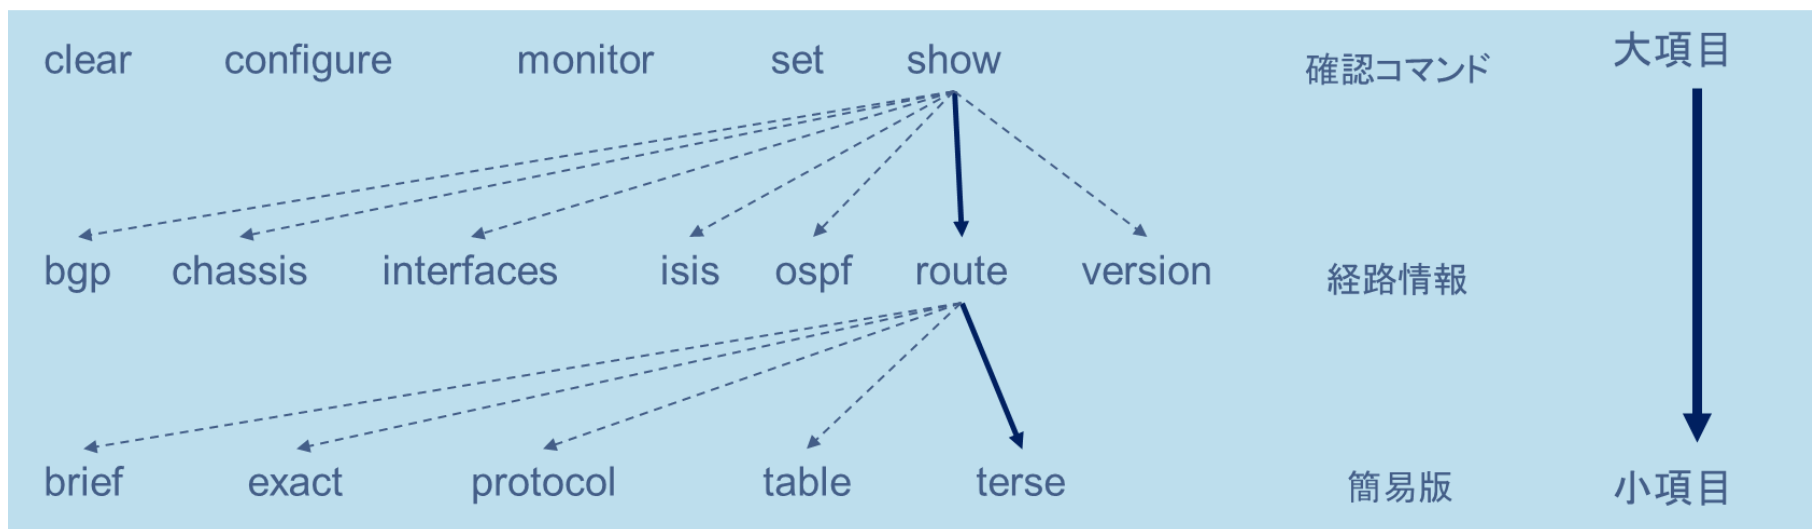 clear configure monitor set show 確認コマンド 大項目
bgp chassis interfaces isis ospf route version 経路情報
brief exact protocol table terse 簡易版 小項目